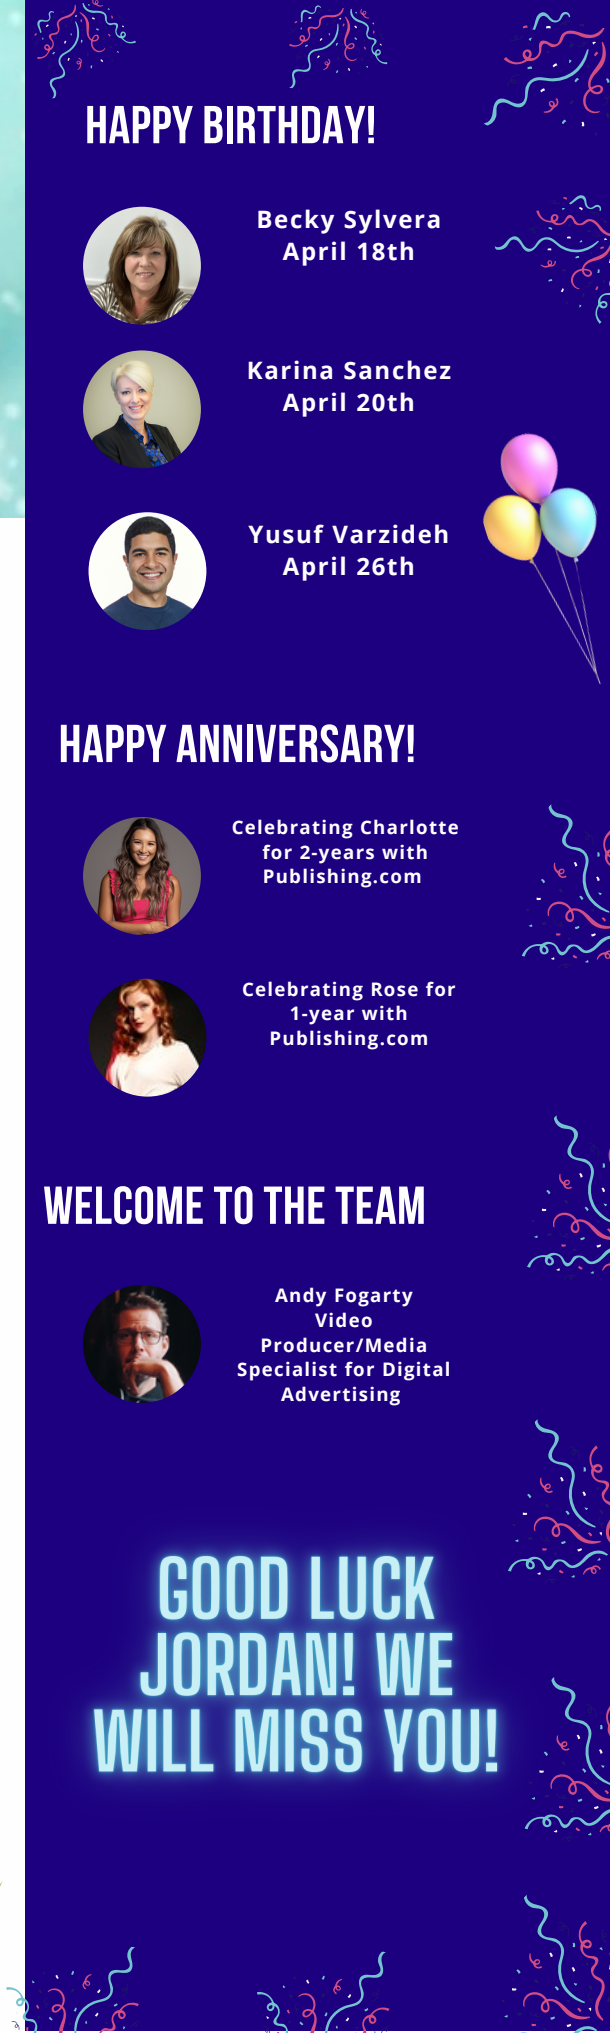 HAPPY BIRTHDAY!
Becky Sylvera
April 18th
Karina Sanchez
April 20th
Yusuf Varzideh
April 26th
HAPPY ANNIVERSARY!
Celebrating Charlotte
for 2-years with
Publishing.com
Celebrating Rose for
1-year with
Publishing.com
WELCOME TO THE TEAM
Andy Fogarty
Video
Producer/Media
Specialist for Digital
Advertising
GOOD LUCK
JORDAN! WE
WILL MISS YOU!